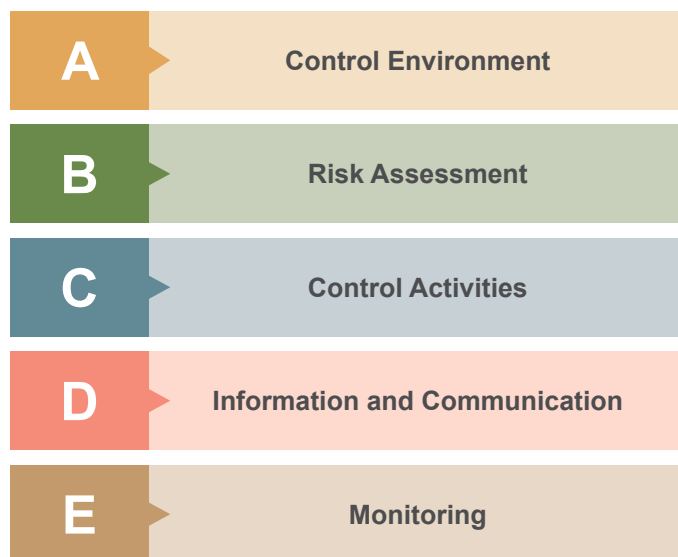 A
Control Environment
B
Risk Assessment
C
Control Activities
D
Information and Communication
E
Monitoring